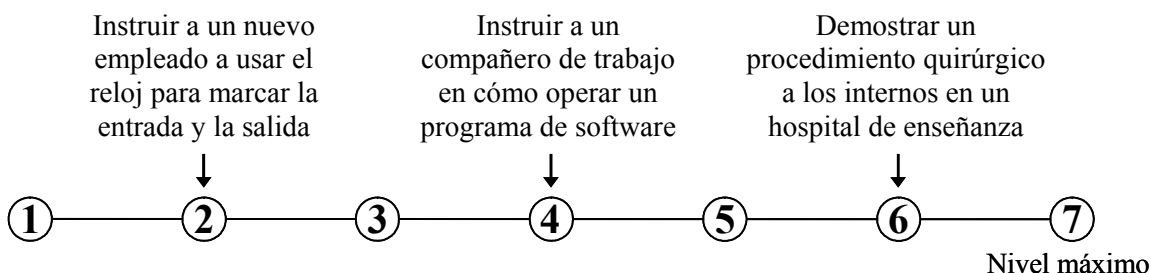 Instruir a un nuevo
empleado a usar el
reloj para marcar la
entrada y la salida
Instruir a un
compañero de trabajo
en cómo operar un
programa de software
Demostrar un
procedimiento quirúrgico
a los internos en un
hospital de enseñanza
1 2 3 4 5 6 7
Nivel máximo